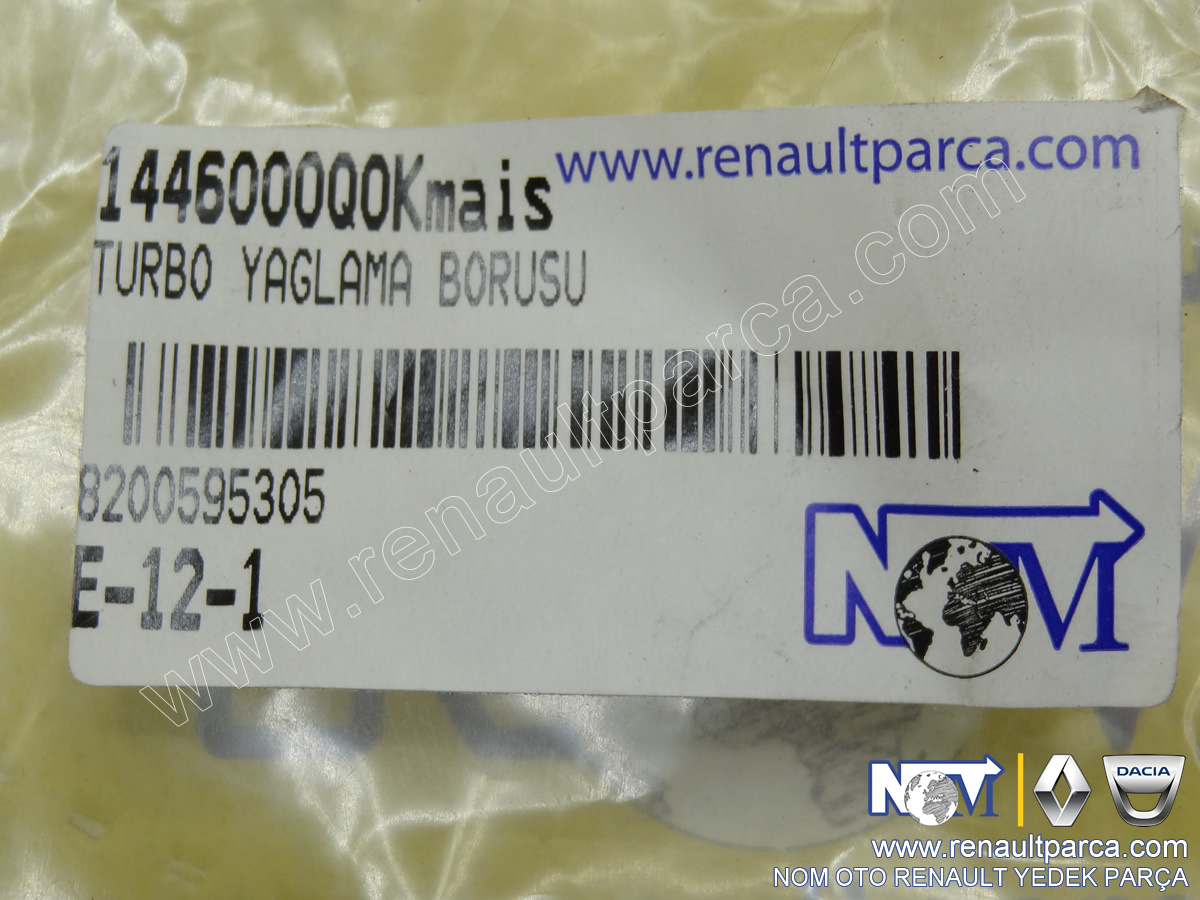 144600000Q0Kmais
www.renaultparca.com
TURBO YAGLAMA BORUSU
8200595305
E-12-1
NOM
www.renaultparca.com
NOM
DACIA
www.renaultparca.com
NOM OTO RENAULT YEDEK PARÇA